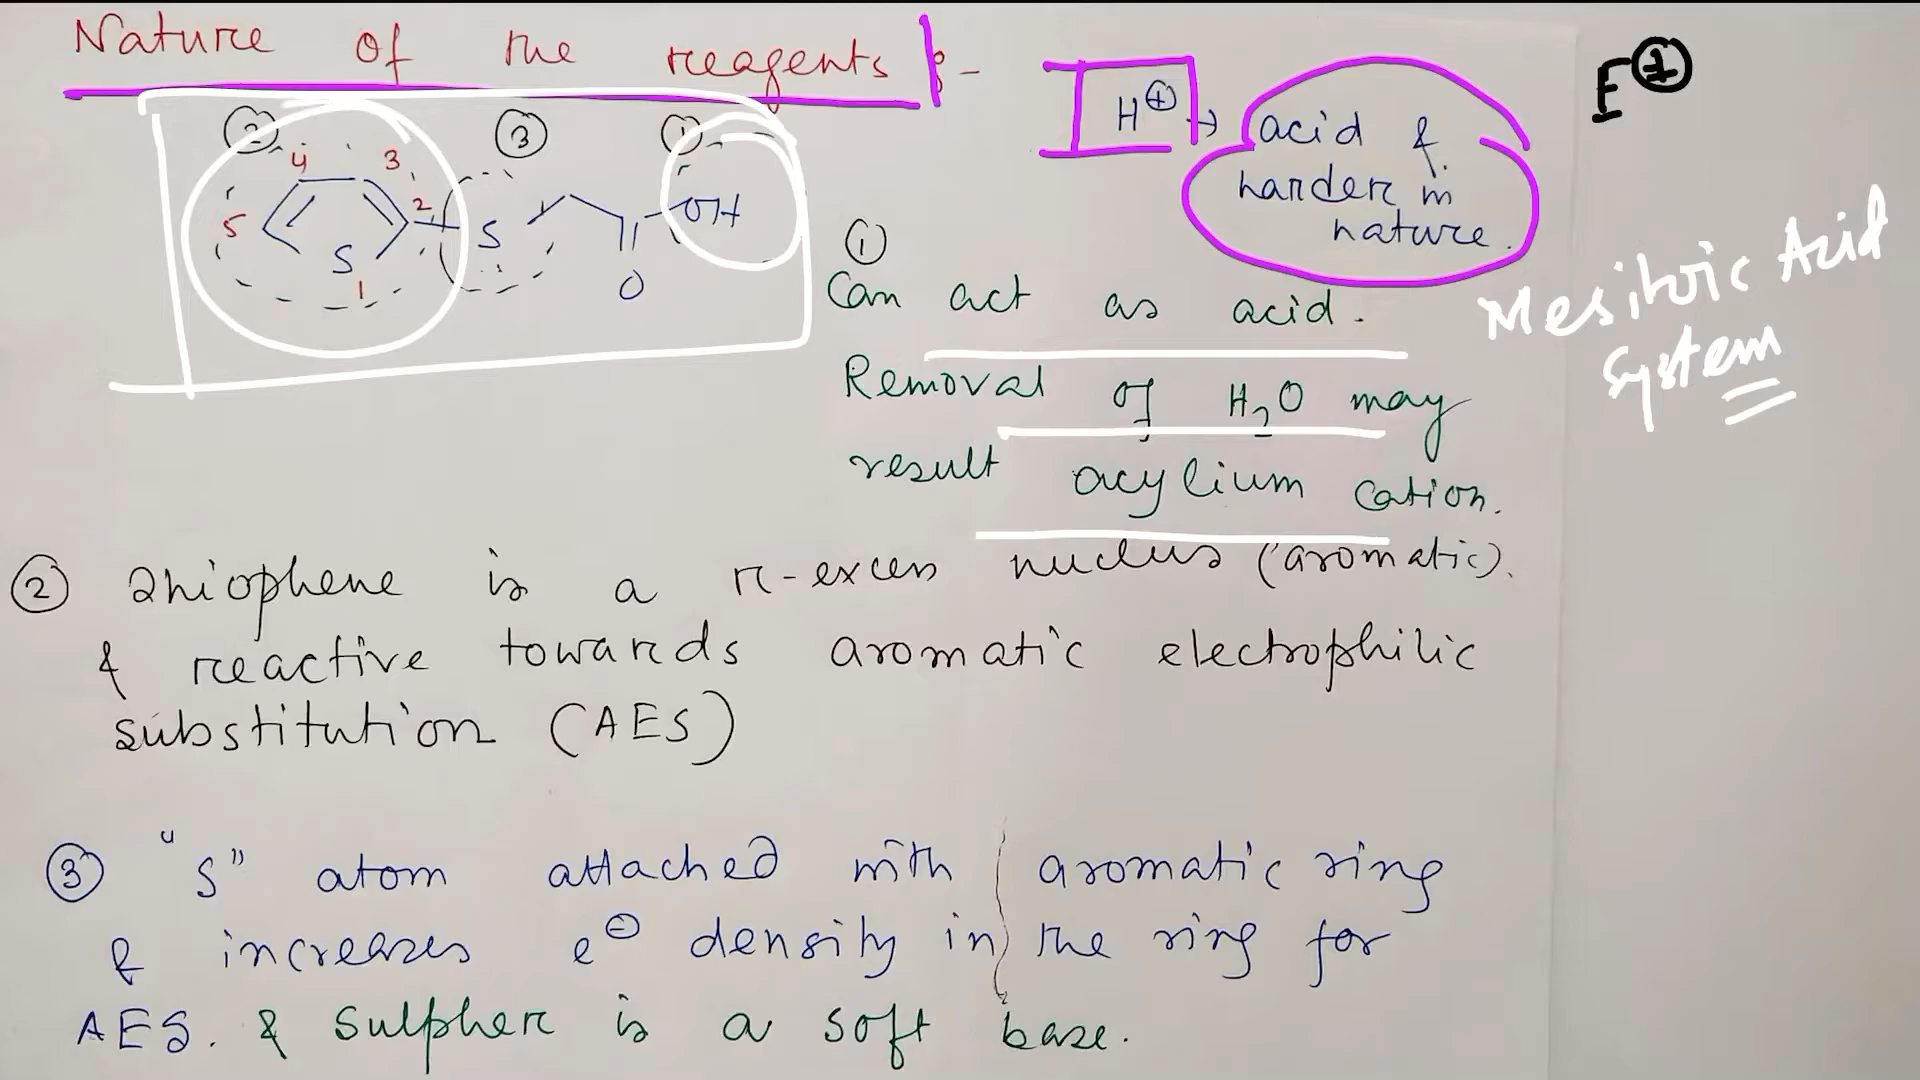 Nature of the reagents :-
H⊕ → acid & harder in nature.
E⊕
② ③ ①
4 3
5 2 S OH
S
1 O
Mesitoic Acid
System
①
Can act as acid.
Removal of H2O may
result acylium cation.
② Thiophene is a π-excess nucleus (aromatic).
& reactive towards aromatic electrophilic
substitution (AES)
③ "S" atom attached with aromatic ring
& increases e⊖ density in the ring for
AES. & sulpher is a soft base.